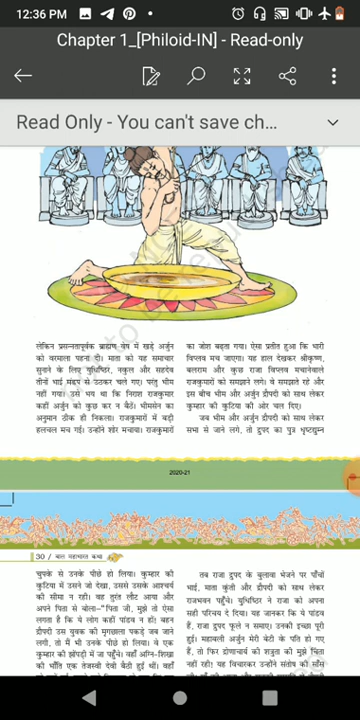 12:36 PM
Chapter 1_[Philoid-IN] - Read-only
Read Only - You can't save ch...
लेकिन प्रसन्नतापूर्वक ब्राह्मण वेष में खड़े अर्जुन
को वरमाला पहना दी। माता को यह समाचार
सुनाने के लिए युधिष्ठिर, नकुल और सहदेव
तीनों भाई मंडप से उठकर चले गए। परंतु भीम
नहीं गया। उसे भय था कि निराश राजकुमार
कहीं अर्जुन को कुछ कर न बैठें। भीमसेन का
अनुमान ठीक ही निकला। राजकुमारों में बड़ी
हलचल मच गई। उन्होंने शोर मचाया। राजकुमारों
का जोश बढ़ता गया। ऐसा प्रतीत हुआ कि भारी
विप्लव मच जाएगा। यह हाल देखकर श्रीकृष्ण,
बलराम और कुछ राजा विप्लव मचानेवाले
राजकुमारों को समझाने लगे। वे समझाते रहे और
इस बीच भीम और अर्जुन द्रौपदी को साथ लेकर
कुम्हार की कुटिया की ओर चल दिए।
जब भीम और अर्जुन द्रौपदी को साथ लेकर
सभा से जाने लगे, तो द्रुपद का पुत्र धृष्टद्युम्न
2020-21
30 / बाल महाभारत कथा
चुपके से उनके पीछे हो लिया। कुम्हार की
कुटिया में उसने जो देखा, उससे उसके आश्चर्य
की सीमा न रही। वह तुरंत लौट आया और
अपने पिता से बोला–"पिता जी, मुझे तो ऐसा
लगता है कि ये लोग कहीं पांडव न हों! बहन
द्रौपदी उस युवक की मृगछाला पकड़े जब जाने
लगी, तो मैं भी उनके पीछे हो लिया। वे एक
कुम्हार की झोंपड़ी में जा पहुँचे। वहाँ अग्नि-शिखा
की भाँति एक तेजस्वी देवी बैठी हुई थीं। वहाँ
तब राजा द्रुपद के बुलावा भेजने पर पाँचों
भाई, माता कुंती और द्रौपदी को साथ लेकर
राजभवन पहुँचे। युधिष्ठिर ने राजा को अपना
सही परिचय दे दिया। यह जानकर कि ये पांडव
हैं, राजा द्रुपद फूले न समाए। उनकी इच्छा पूरी
हुई। महाबली अर्जुन मेरी बेटी के पति हो गए
हैं, तो फिर द्रोणाचार्य की शत्रुता की मुझे चिंता
नहीं रही! यह विचारकर उन्होंने संतोष की साँस